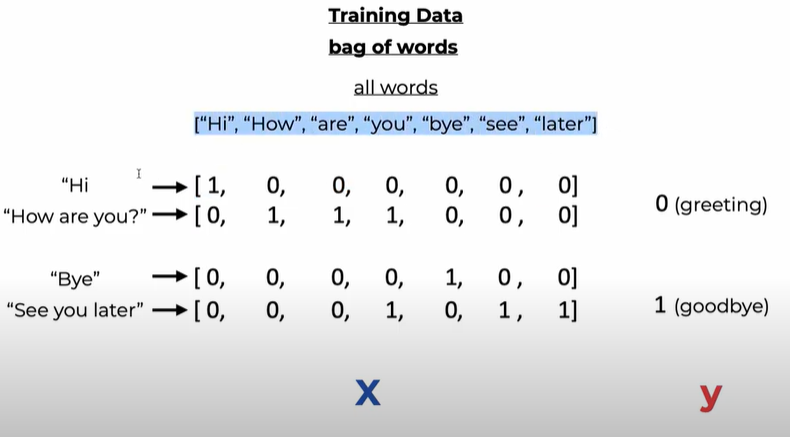 Training Data
bag of words
all words
[“Hi”, “How”, “are”, “you”, “bye”, “see”, “later”]
“Hi → [ 1, 0, 0, 0, 0, 0 , 0]
“How are you?” → [ 0, 1, 1, 1, 0, 0 , 0]
0 (greeting)
“Bye” → [ 0, 0, 0, 0, 1, 0 , 0]
“See you later” → [ 0, 0, 0, 1, 0, 1 , 1]
1 (goodbye)
X y